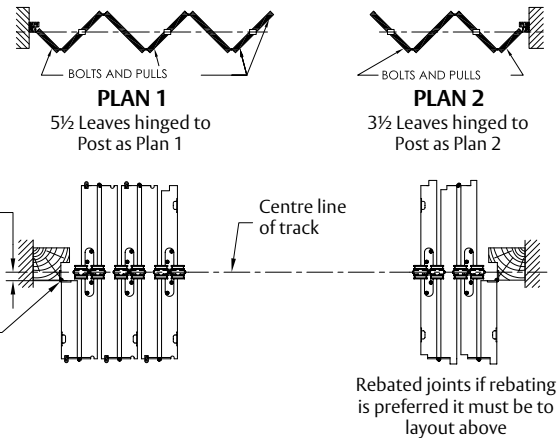 BOLTS AND PULLS
PLAN 1
5½ Leaves hinged to
Post as Plan 1
BOLTS AND PULLS
PLAN 2
3½ Leaves hinged to
Post as Plan 2
Centre line
of track
Rebated joints if rebating
is preferred it must be to
layout above